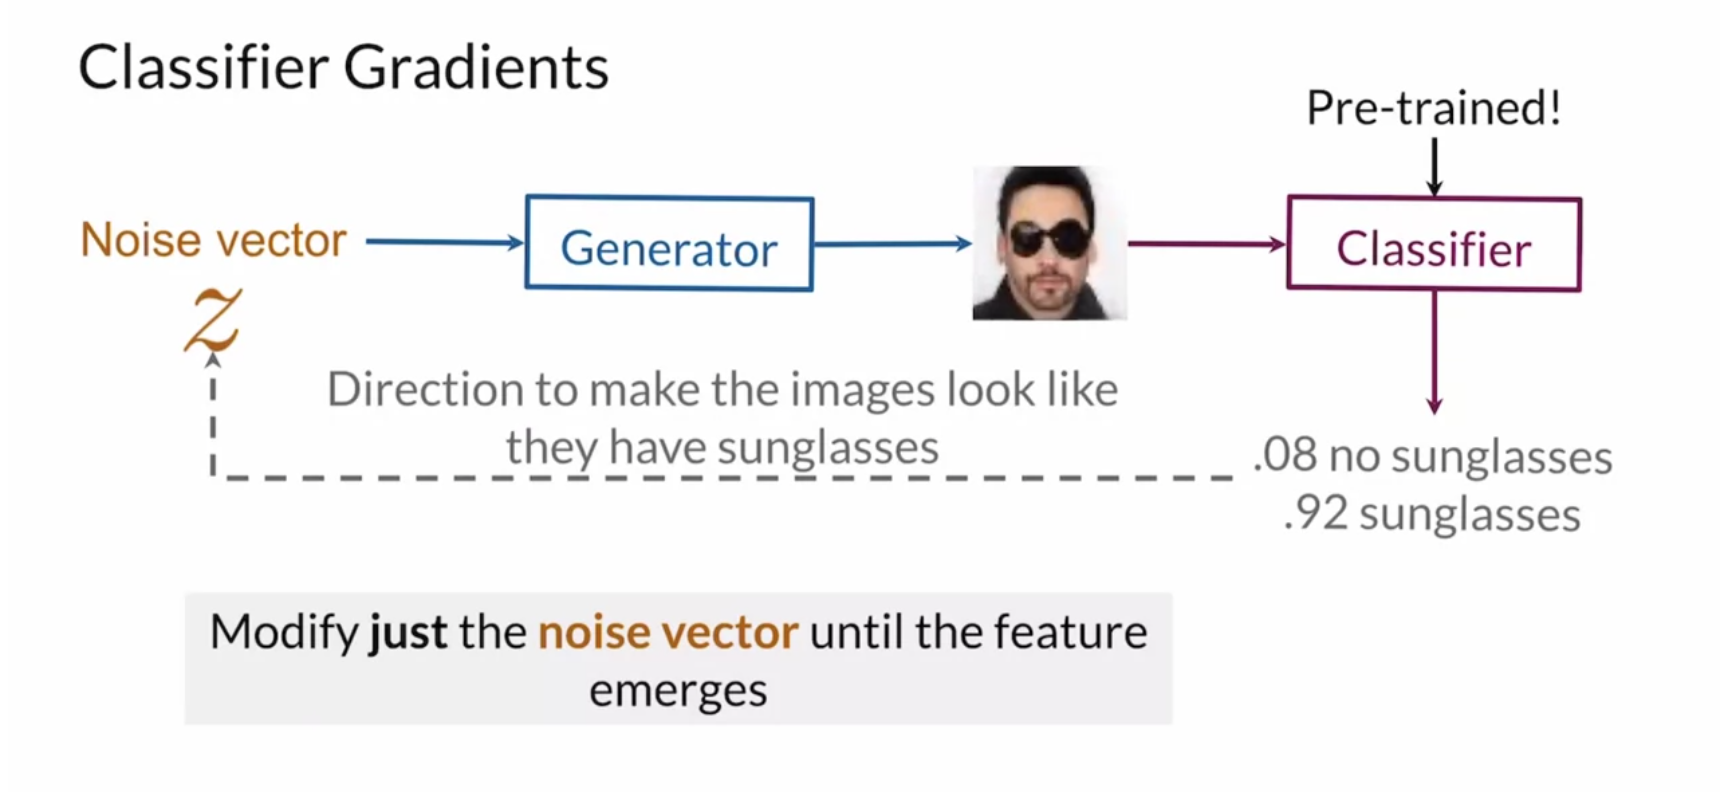 Classifier Gradients
Pre-trained!
Noise vector
Generator
Classifier
z
Direction to make the images look like
they have sunglasses
.08 no sunglasses
.92 sunglasses
Modify just the noise vector until the feature
emerges